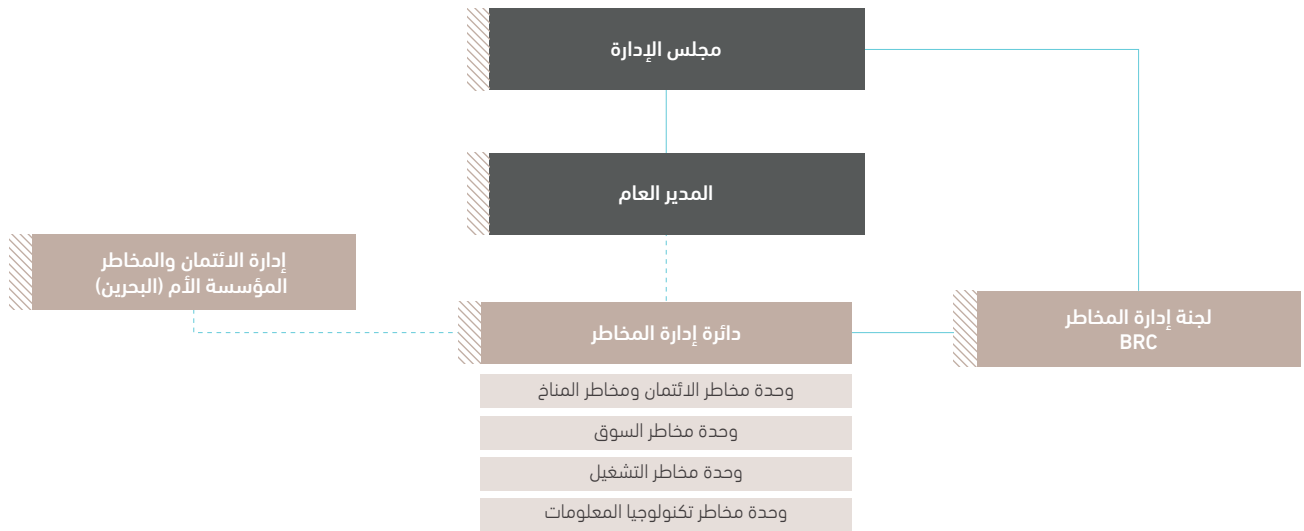 مجلس الإدارة
المدير العام
إدارة الائتمان والمخاطر
المؤسسة الأم (البحرين)
لجنة إدارة المخاطر
BRC
دائرة إدارة المخاطر
وحدة مخاطر الائتمان ومخاطر المناخ
وحدة مخاطر السوق
وحدة مخاطر التشغيل
وحدة مخاطر تكنولوجيا المعلومات